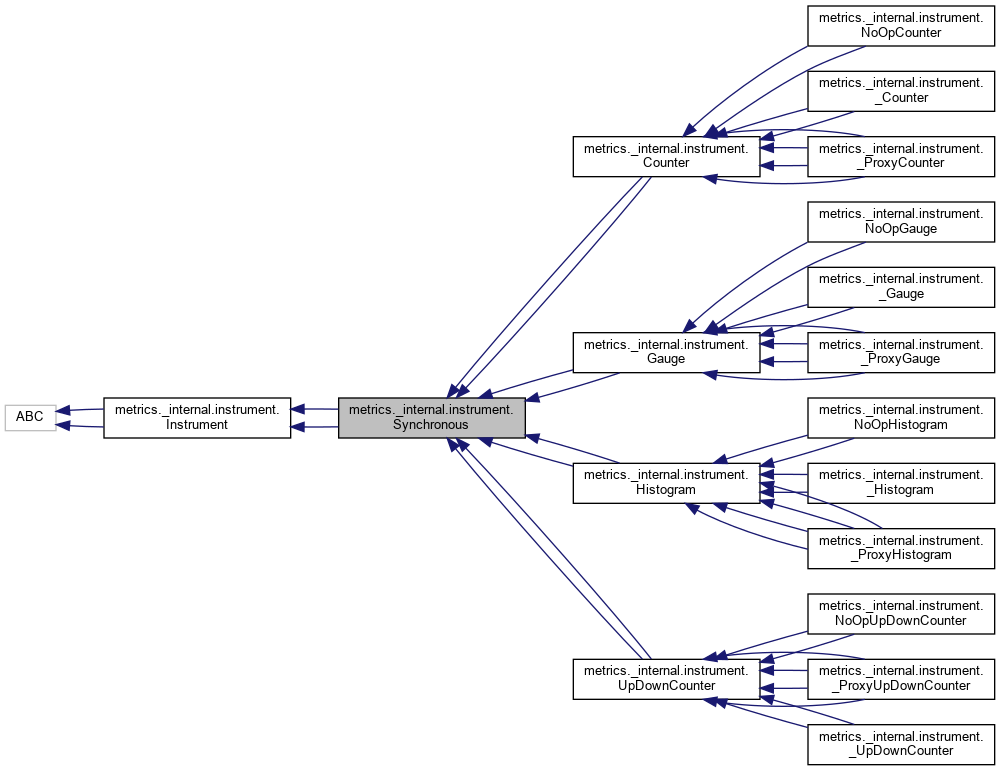 ABC
metrics._internal.instrument.
Instrument
metrics._internal.instrument.
Synchronous
metrics._internal.instrument.
Counter
metrics._internal.instrument.
Gauge
metrics._internal.instrument.
Histogram
metrics._internal.instrument.
UpDownCounter
metrics._internal.instrument.
NoOpCounter
metrics._internal.instrument.
_Counter
metrics._internal.instrument.
_ProxyCounter
metrics._internal.instrument.
NoOpGauge
metrics._internal.instrument.
_Gauge
metrics._internal.instrument.
_ProxyGauge
metrics._internal.instrument.
NoOpHistogram
metrics._internal.instrument.
_Histogram
metrics._internal.instrument.
_ProxyHistogram
metrics._internal.instrument.
NoOpUpDownCounter
metrics._internal.instrument.
_ProxyUpDownCounter
metrics._internal.instrument.
_UpDownCounter